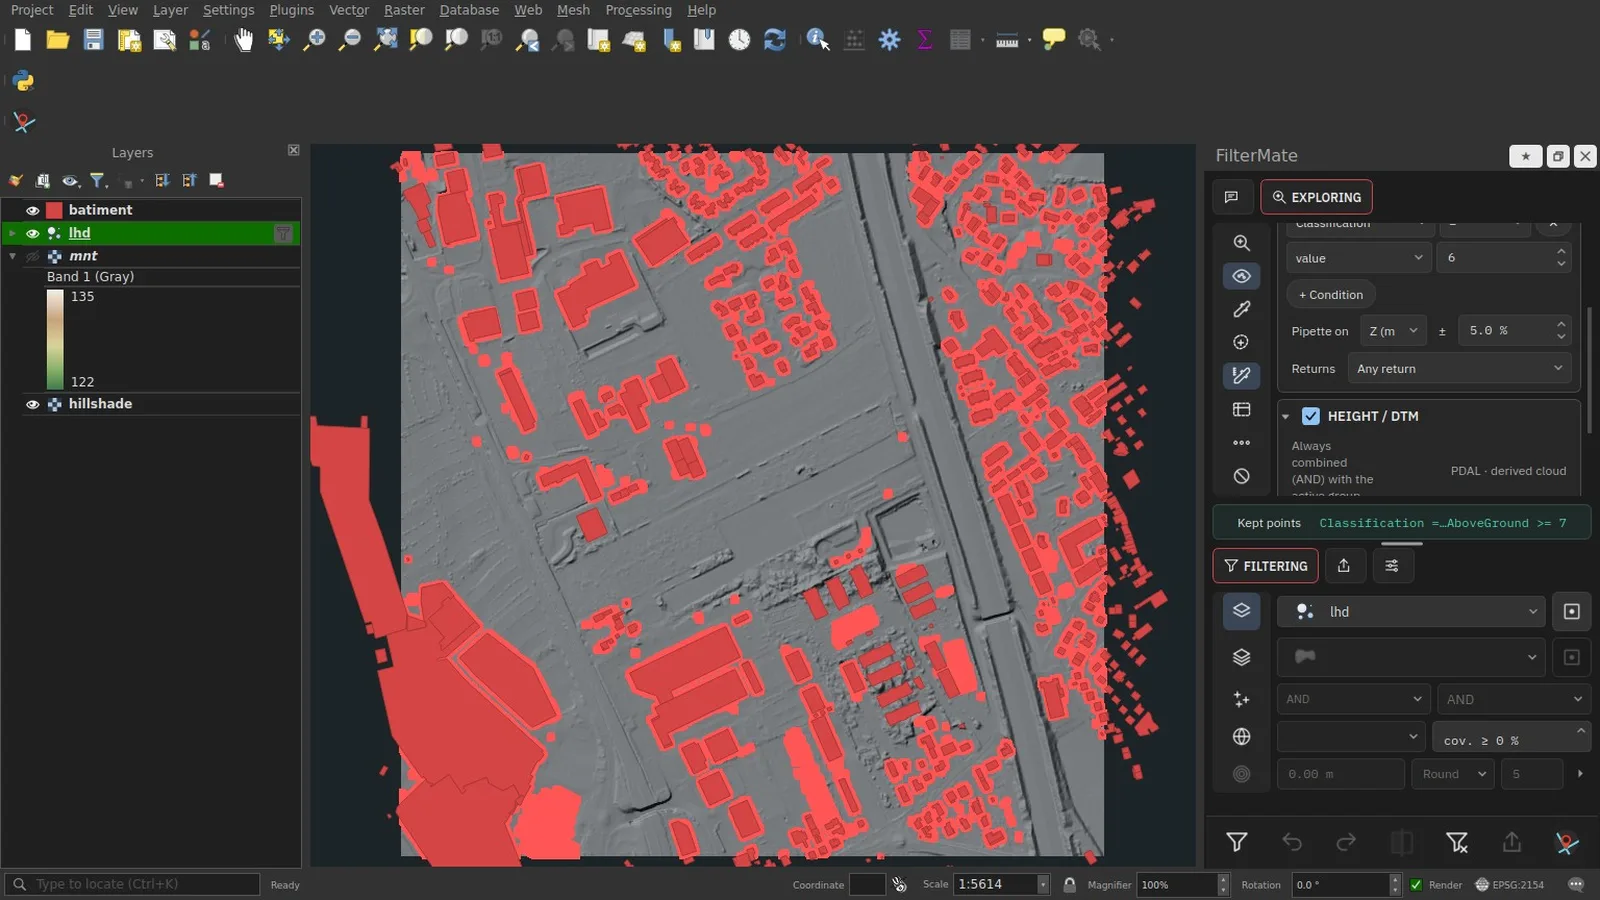 Project Edit View Layer Settings Plugins Vector Raster Database Web Mesh Processing Help
Layers
batiment
lhd
mnt
Band 1 (Gray)
135
122
hillshade
FilterMate
EXPLORING
Classification =
value 6
+ Condition
Pipette on Z (m ± 5.0 %
Returns Any return
HEIGHT / DTM
Always
combined
(AND) with the
active group
PDAL · derived cloud
Kept points Classification =…AboveGround >= 7
FILTERING
lhd
AND AND
cov. ≥ 0 %
0.00 m Round 5
Type to locate (Ctrl+K) Ready Coordinate Scale 1:5614 Magnifier 100% Rotation 0.0 ° Render EPSG:2154